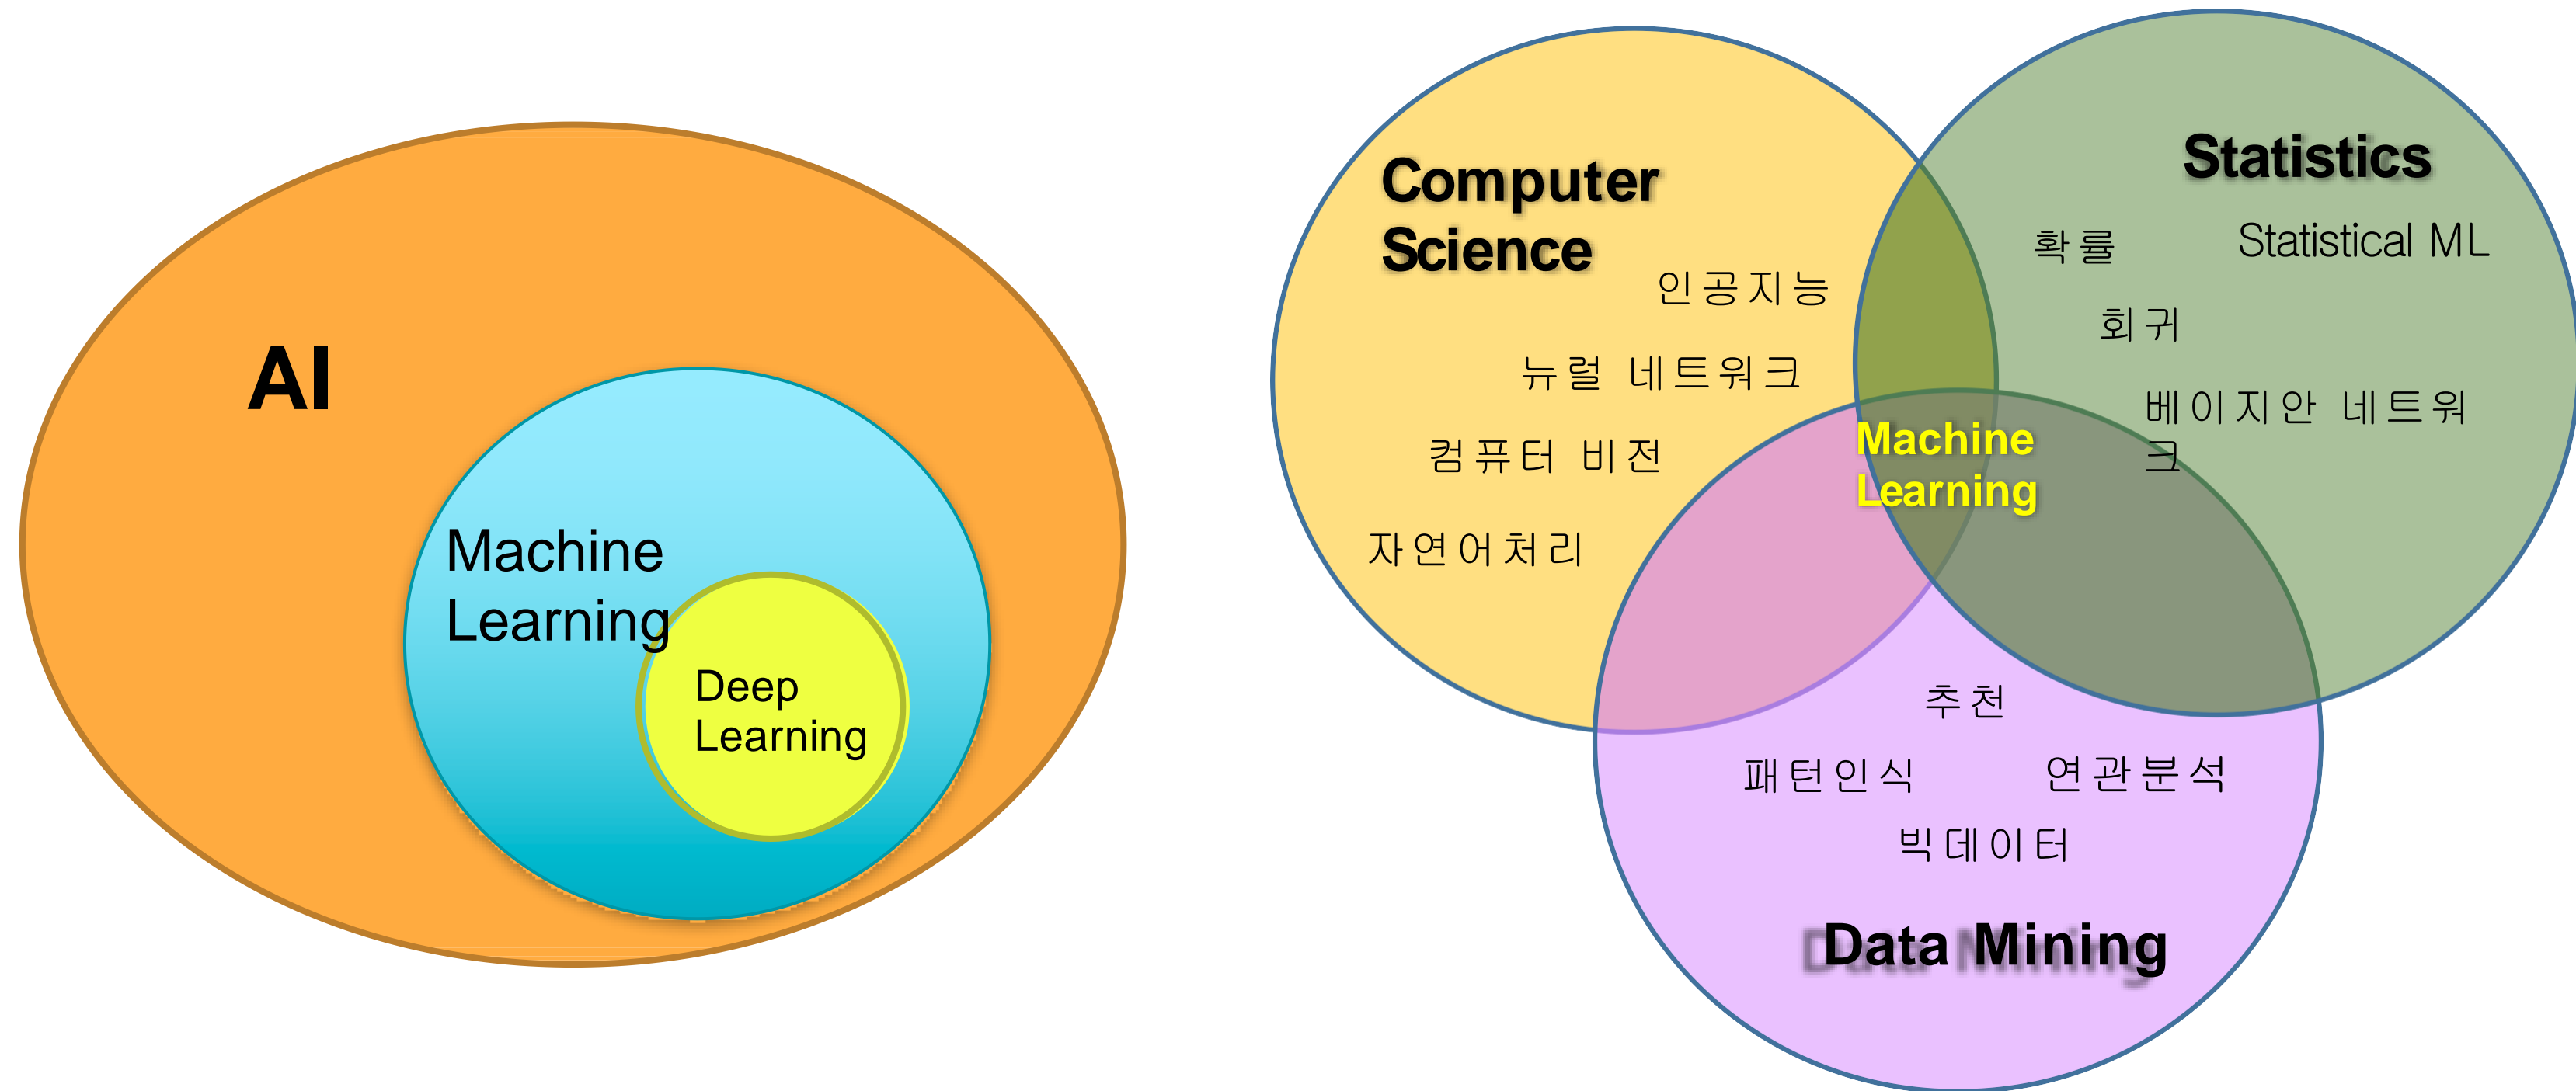 AI
Machine
Learning
Deep
Learning
Computer
Science
인공지능
뉴럴 네트워크
컴퓨터 비전
자연어처리
Statistics
확률
Statistical ML
회귀
베이지안 네트워
크
Machine
Learning
추천
패턴인식
연관분석
빅데이터
Data Mining